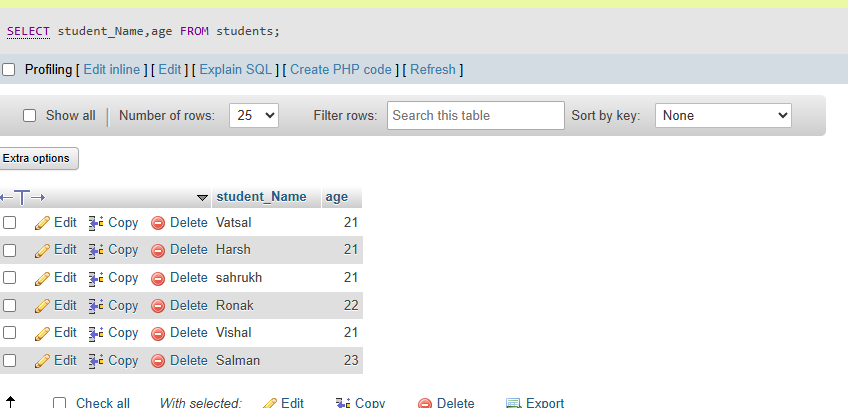 SELECT student_Name,age FROM students;
Profiling [ Edit inline ] [ Edit ] [ Explain SQL ] [ Create PHP code ] [ Refresh ]
Show all Number of rows: 25 Filter rows: Search this table Sort by key: None
Extra options
student_Name age
Edit Copy Delete Vatsal 21
Edit Copy Delete Harsh 21
Edit Copy Delete sahrukh 21
Edit Copy Delete Ronak 22
Edit Copy Delete Vishal 21
Edit Copy Delete Salman 23
Check all With selected: Edit Copy Delete Export